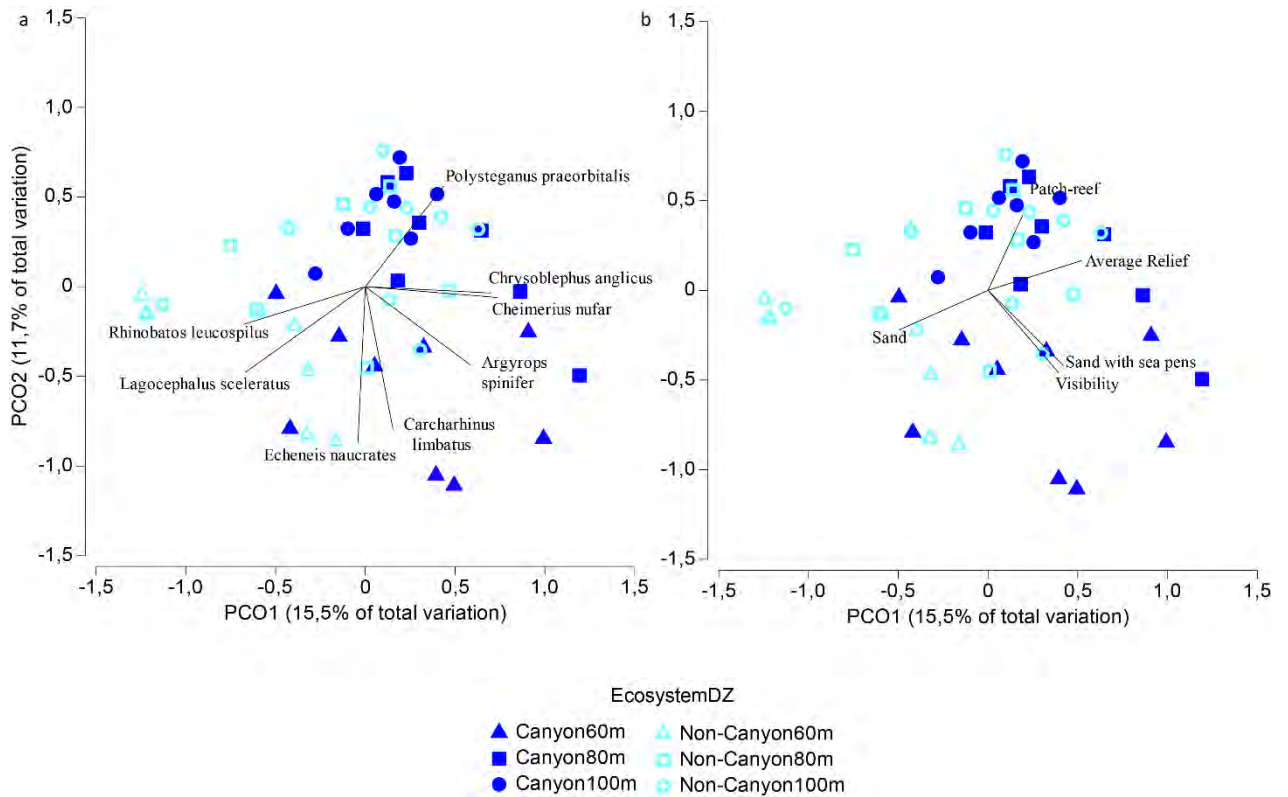 a
1,5
1,0
0,5
0
-0,5
-1,0
-1,5
PCO2 (11,7% of total variation)
Polysteganus praeorbitalis
Chrysoblephus anglicus
Cheimerius nufar
Rhinobatos leucospilus
Lagocephalus sceleratus
Argyrops
spinifer
Carcharhinus
limbatus
Echeneis naucrates
-1,5 -1,0 -0,5 0 0,5 1,0 1,5
PCO1 (15,5% of total variation)
b
1,5
1,0
0,5
0
-0,5
-1,0
-1,5
Patch-reef
Average Relief
Sand
Sand with sea pens
Visibility
-1,5 -1,0 -0,5 0 0,5 1,0 1,5
PCO1 (15,5% of total variation)
EcosystemDZ
Canyon60m Non-Canyon60m
Canyon80m Non-Canyon80m
Canyon100m Non-Canyon100m